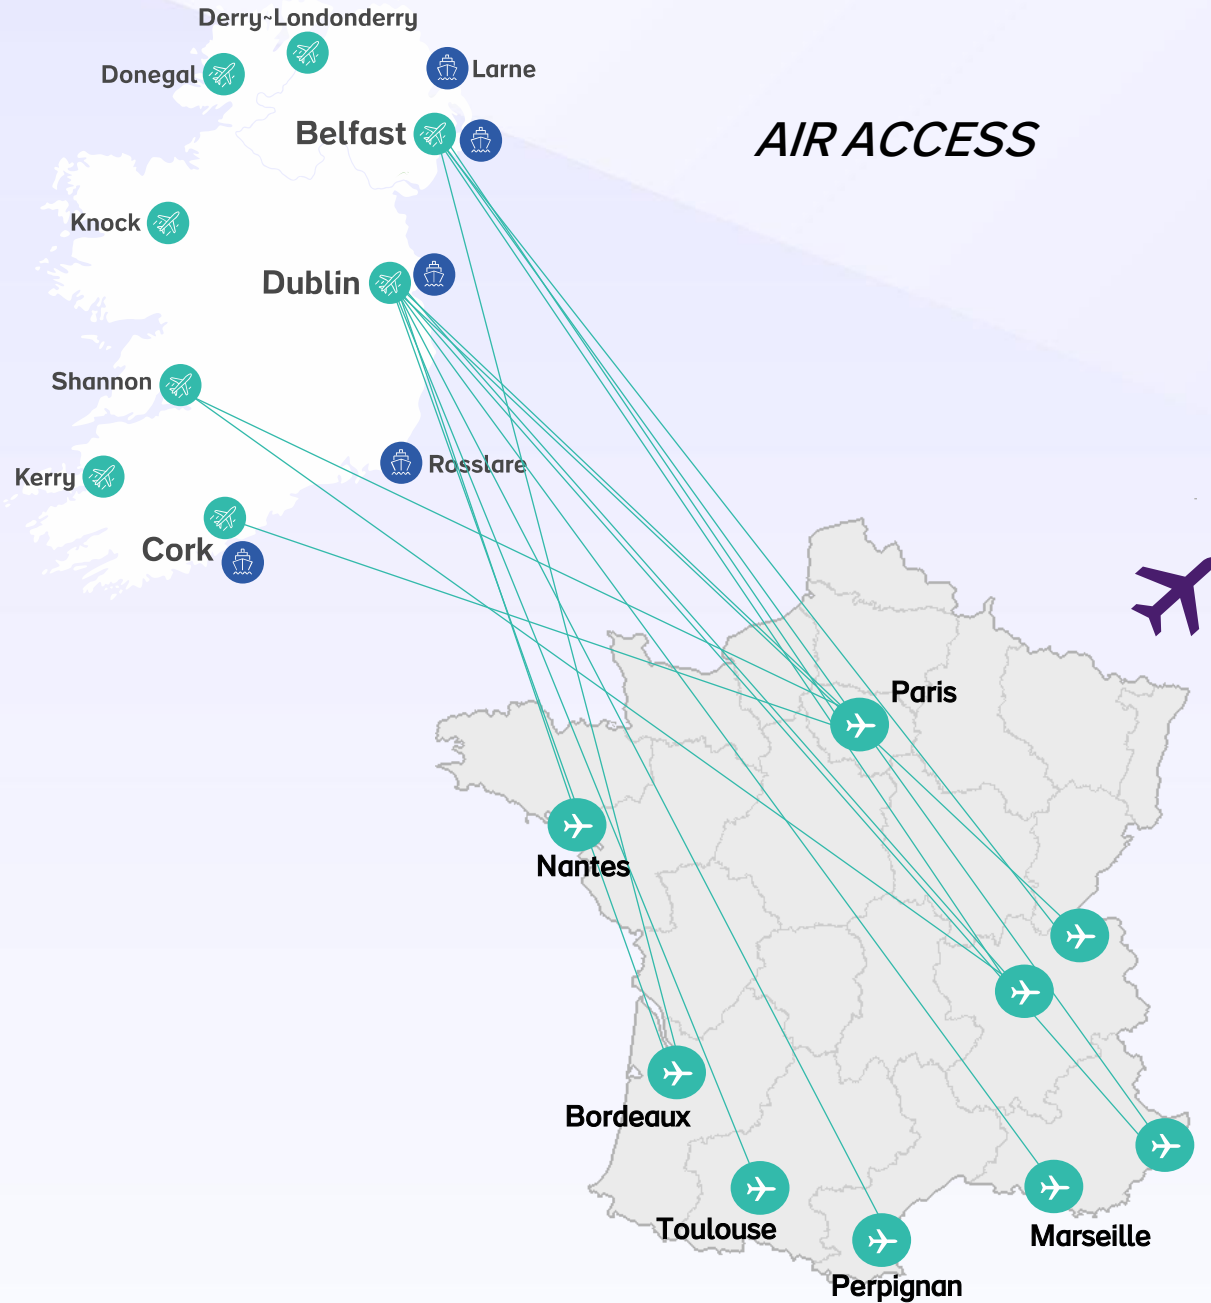 Derry~Londonderry
Donegal
Larne
Belfast
AIR ACCESS
Knock
Dublin
Shannon
Kerry
Rosslare
Cork
Paris
Nantes
Bordeaux
Toulouse
Marseille
Perpignan